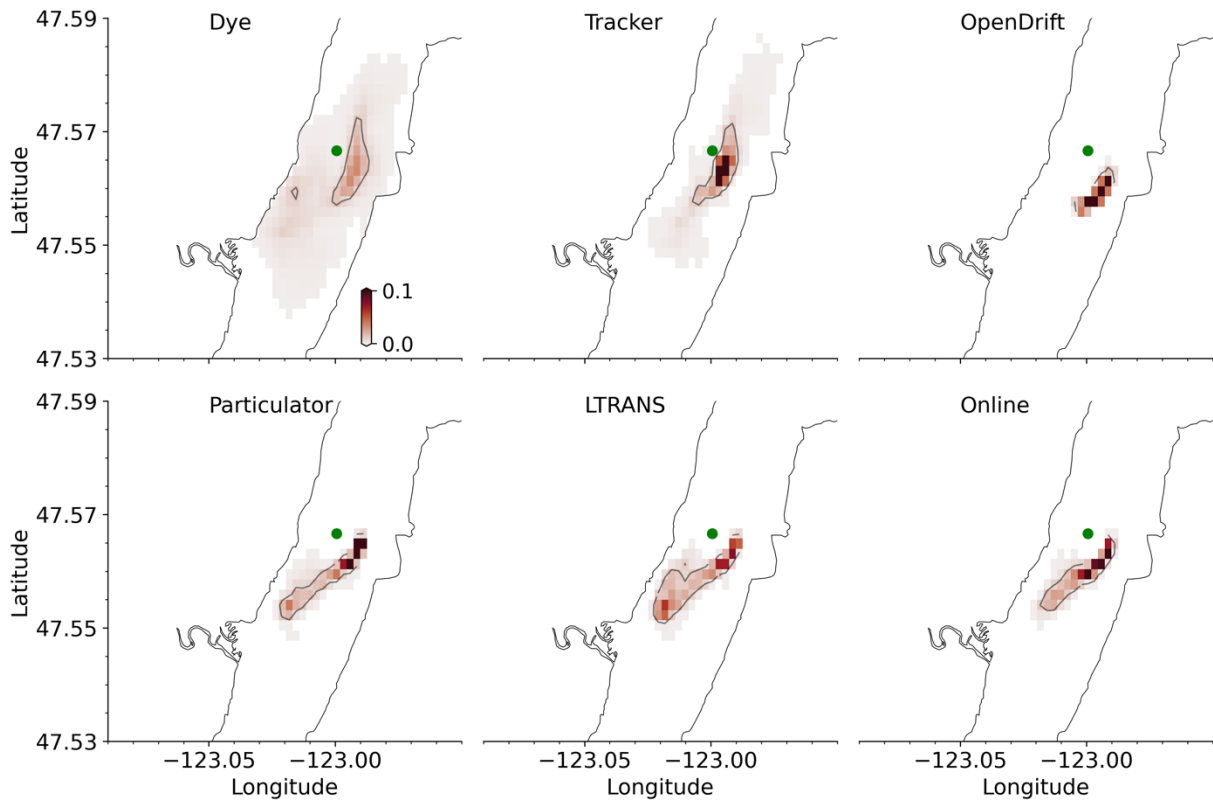 Dye
Tracker
OpenDrift
47.59
47.57
47.55
47.53
Latitude
0.1
0.0
Particulator
LTRANS
Online
47.59
47.57
47.55
47.53
Latitude
−123.05 −123.00
−123.05 −123.00
−123.05 −123.00
Longitude
Longitude
Longitude